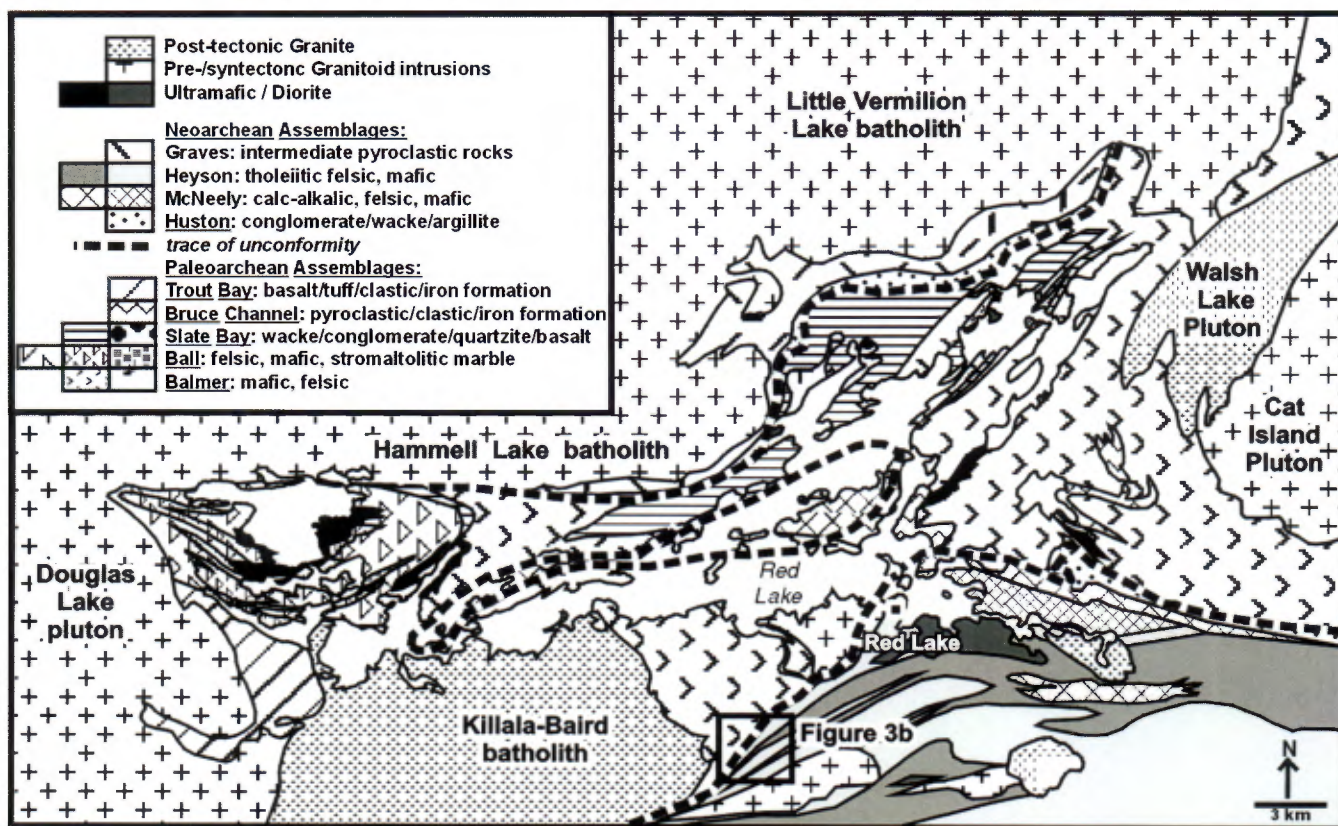 Post-tectonic Granite
Pre-/syntectonc Granitoid intrusions
Ultramafic / Diorite
Neoarchean Assemblages:
Graves: intermediate pyroclastic rocks
Heyson: tholeiitic felsic, mafic
McNeely: calc-alkalic, felsic, mafic
Huston: conglomerate/wacke/argillite
trace of unconformity
Paleoarchean Assemblages:
Trout Bay: basalt/tuff/clastic/iron formation
Bruce Channel: pyroclastic/clastic/iron formation
Slate Bay: wacke/conglomerate/quartzite/basalt
Ball: felsic, mafic, stromaltolitic marble
Balmer: mafic, felsic
Little Vermilion
Lake batholith
Walsh
Lake
Pluton
Cat
Island
Pluton
Hammell Lake batholith
Douglas
Lake
pluton
Red
Lake
Red Lake
Killala-Baird
batholith
Figure 3b
N
3 km